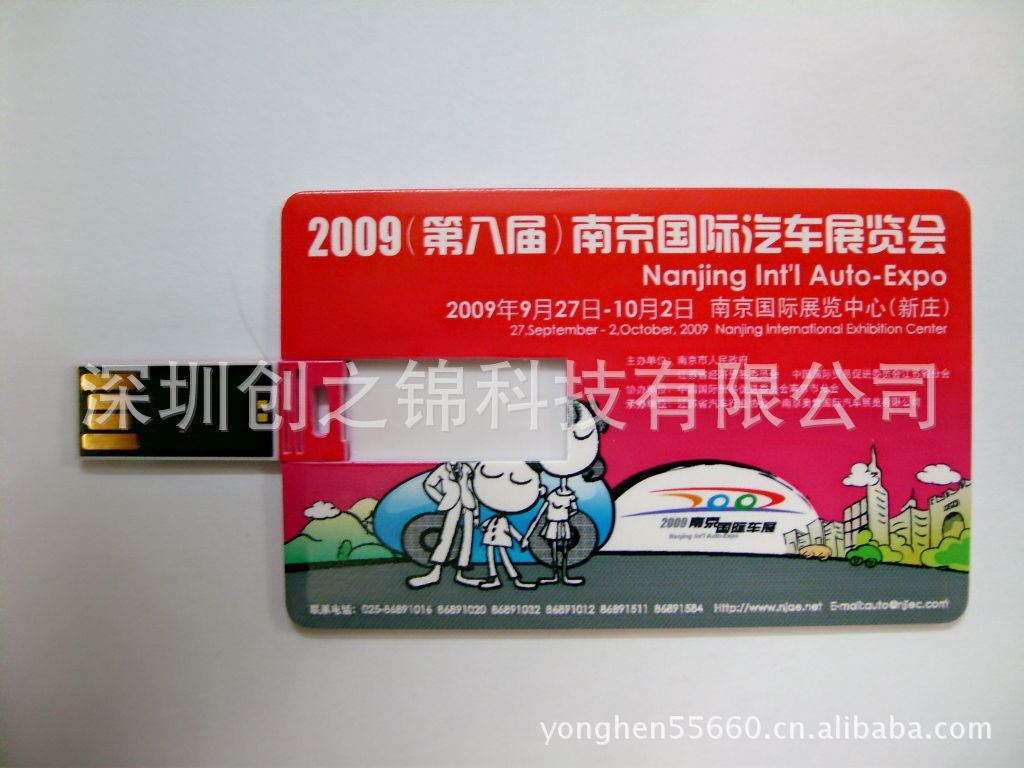 2009（第八届）南京国际汽车展览会
Nanjing Int'l Auto-Expo
2009年9月27日-10月2日 南京国际展览中心（新庄）
27,September - 2,October, 2009 Nanjing International Exhibition Center
主办单位：南京市人民政府
深圳创之锦科技有限公司
2009 南京国际车展
Nanjing Int'l Auto-Expo
联系电话：025-86891016 86891020 86891032 86891012 86891511 86891584 Http://www.njae.net E-mail:auto@njiec.com
yonghen55660.cn.alibaba.com